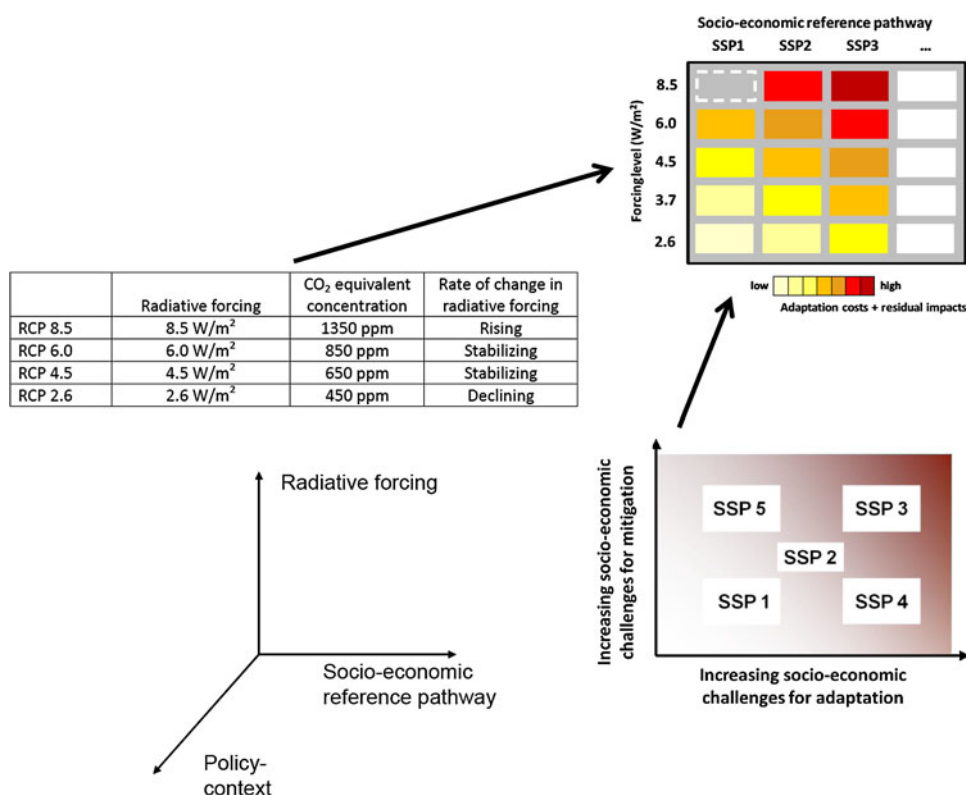 Socio-economic reference pathway
SSP1 SSP2 SSP3 ...
Forcing level (W/m²)
8.5
6.0
4.5
3.7
2.6
low high
Adaptation costs + residual impacts
Radiative forcing CO₂ equivalent concentration Rate of change in radiative forcing
RCP 8.5 8.5 W/m² 1350 ppm Rising
RCP 6.0 6.0 W/m² 850 ppm Stabilizing
RCP 4.5 4.5 W/m² 650 ppm Stabilizing
RCP 2.6 2.6 W/m² 450 ppm Declining
Radiative forcing
Socio-economic
reference pathway
Policy-
context
Increasing socio-economic
challenges for mitigation
SSP 5 SSP 3
SSP 2
SSP 1 SSP 4
Increasing socio-economic
challenges for adaptation